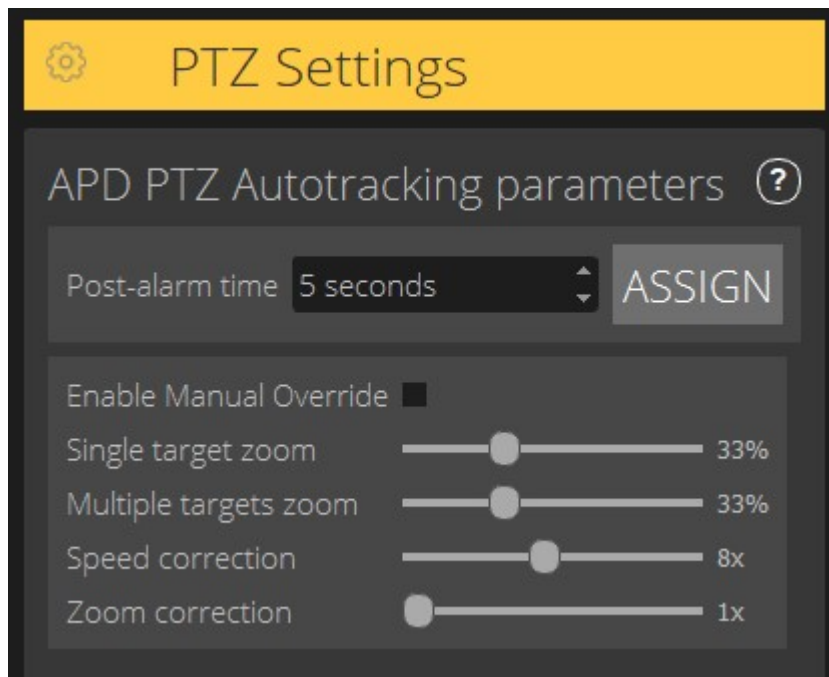 PTZ Settings
APD PTZ Autotracking parameters ?
Post-alarm time 5 seconds ASSIGN
Enable Manual Override
Single target zoom 33%
Multiple targets zoom 33%
Speed correction 8x
Zoom correction 1x